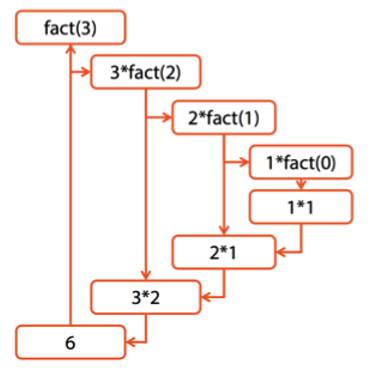 fact(3)
3*fact(2)
2*fact(1)
1*fact(0)
1*1
2*1
3*2
6